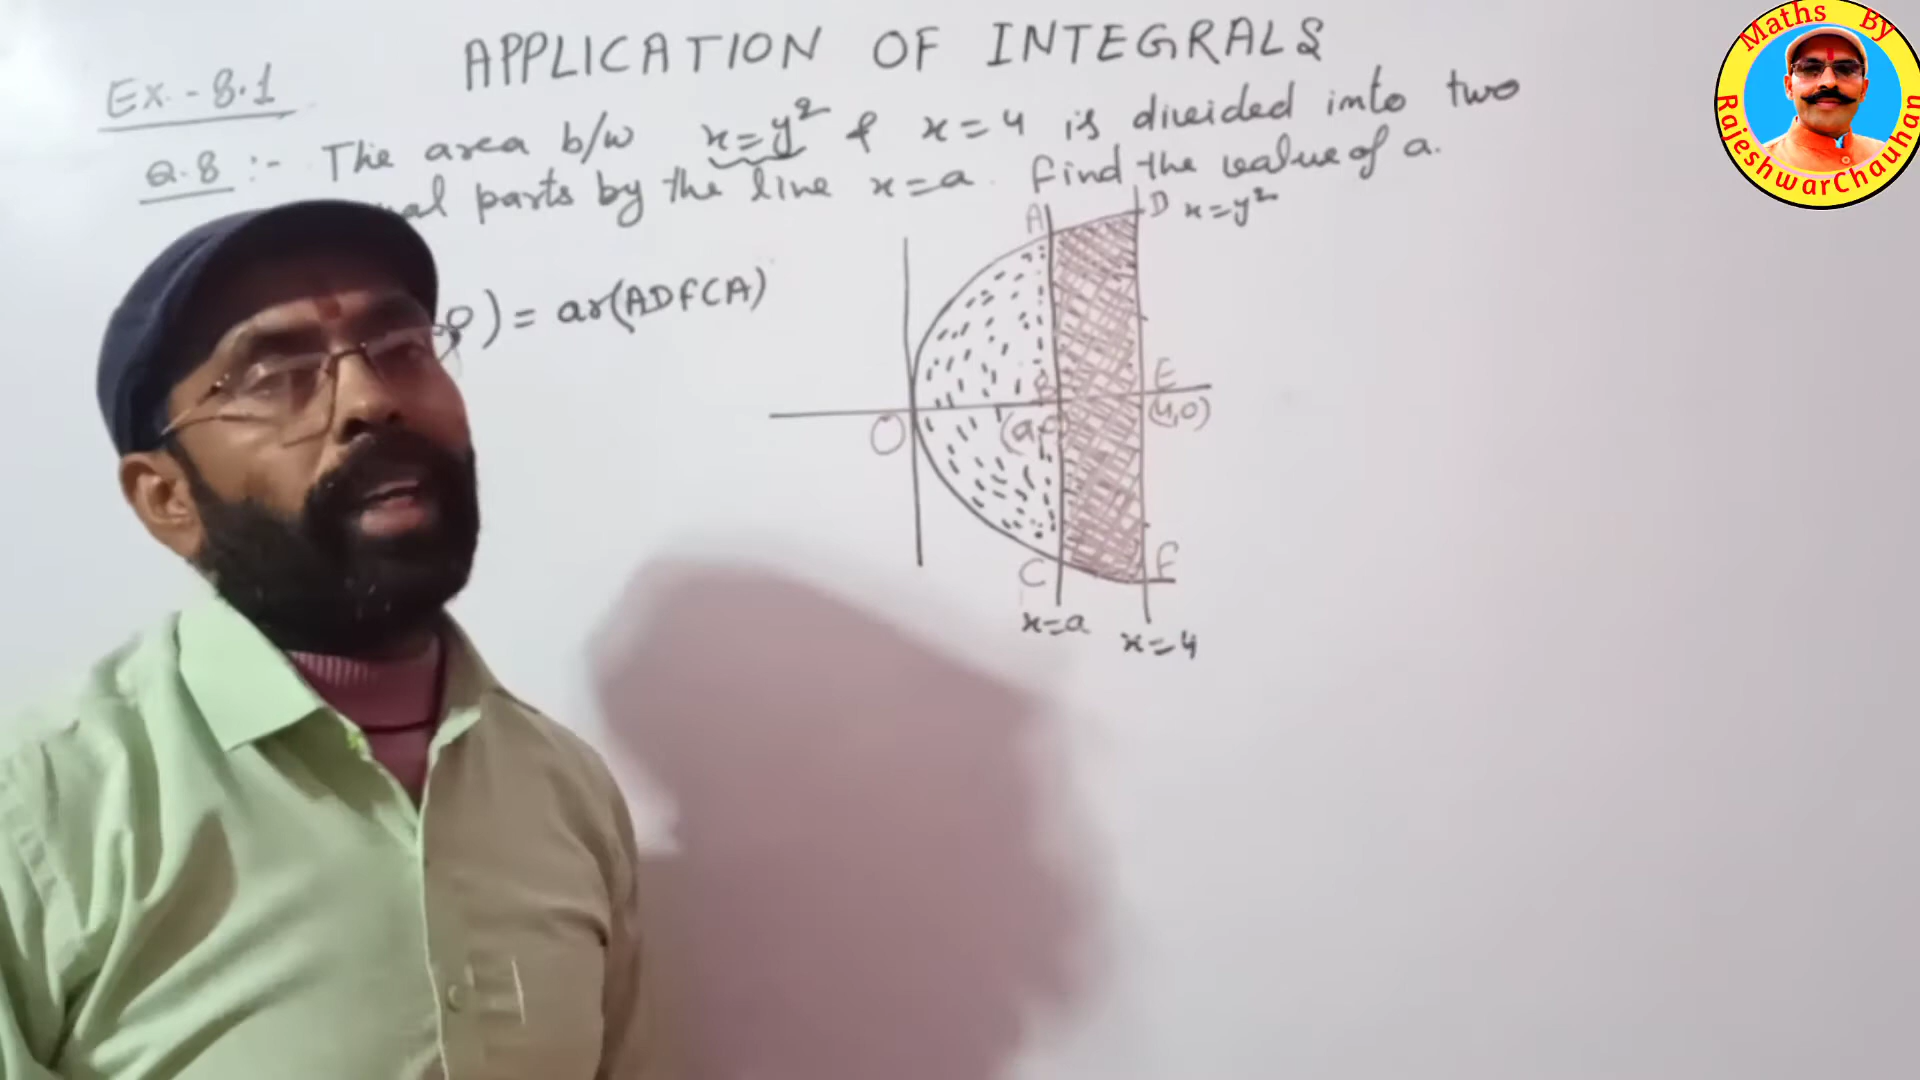 APPLICATION OF INTEGRALS
Ex.-8.1
Q.8 :- The area b/w x=y² & x=4 is divided into two
parts by the line x=a. find the value of a.
) = ar(ADFCA)
A
D x=y²
B
E
(4,0)
O
(a,0)
C
F
x=a
x=4
Maths By
RajeshwarChauhan